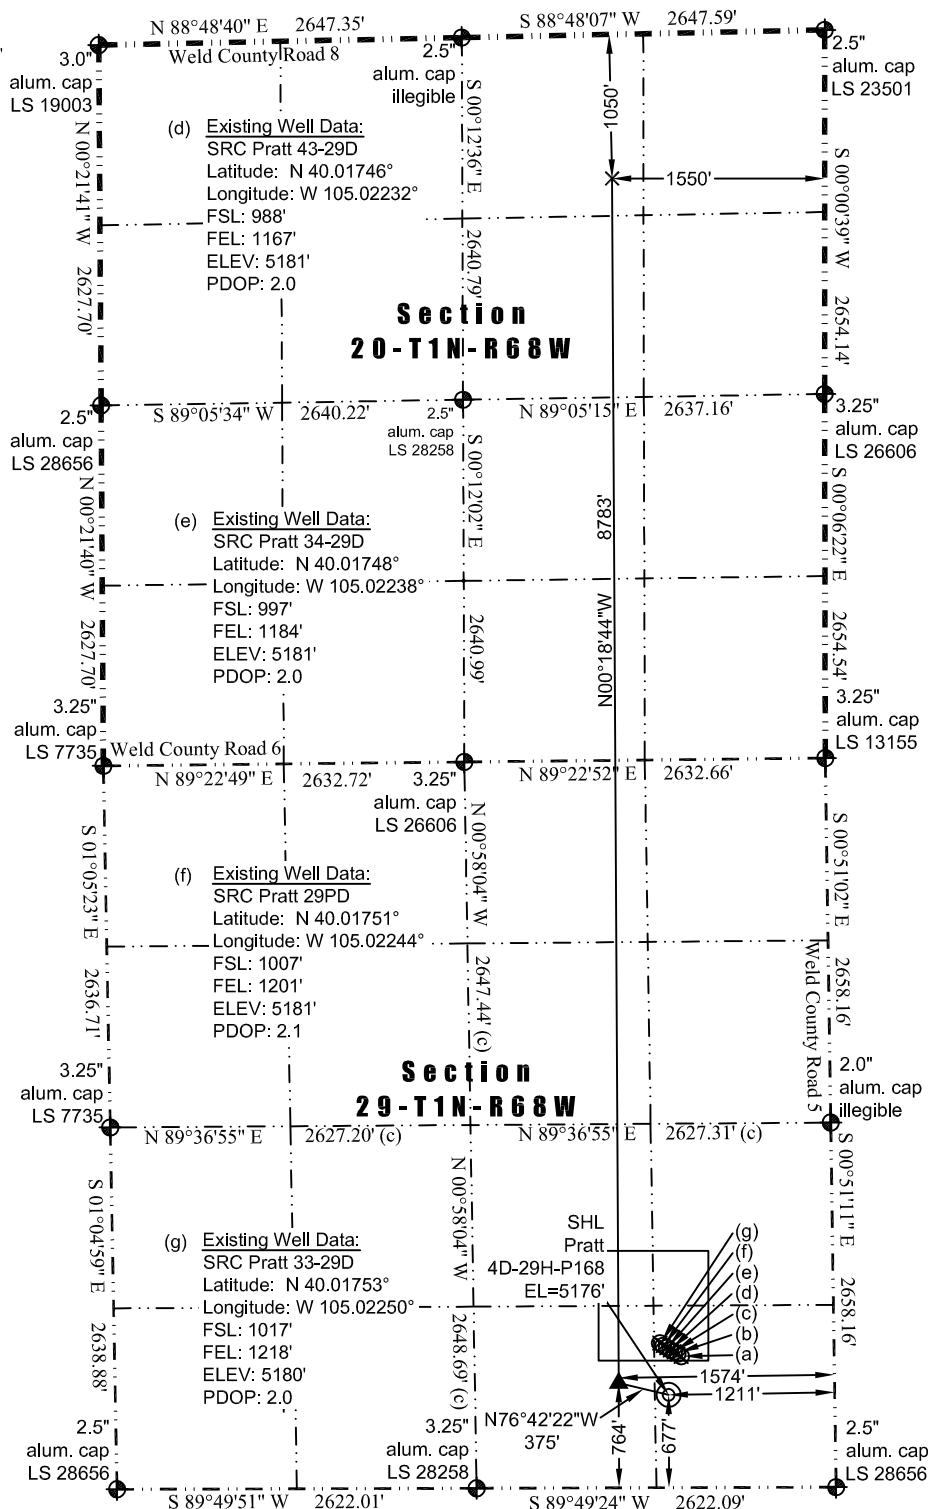 N 88°48'40" E 2647.35'
S 88°48'07" W 2647.59'
Weld County Road 8
3.0"
alum. cap
LS 19003
2.5"
alum. cap
illegible
2.5"
alum. cap
LS 23501
1050'
1550'
N 00°21'41" W 2627.70'
S 00°12'36" E 2640.79'
S 00°00'39" W 2654.14'
(d) Existing Well Data:
SRC Pratt 43-29D
Latitude: N 40.01746°
Longitude: W 105.02232°
FSL: 988'
FEL: 1167'
ELEV: 5181'
PDOP: 2.0
Section
20-T1N-R68W
S 89°05'34" W 2640.22'
N 89°05'15" E 2637.16'
2.5"
alum. cap
LS 28656
2.5"
alum. cap
LS 28258
3.25"
alum. cap
LS 26606
N 00°21'40" W 2627.70'
S 00°12'02" E 2640.99'
S 00°06'22" E 2654.54'
N00°18'44"W 8783'
(e) Existing Well Data:
SRC Pratt 34-29D
Latitude: N 40.01748°
Longitude: W 105.02238°
FSL: 997'
FEL: 1184'
ELEV: 5181'
PDOP: 2.0
3.25"
alum. cap
LS 7735
3.25"
alum. cap
LS 13155
Weld County Road 6
N 89°22'49" E 2632.72'
N 89°22'52" E 2632.66'
3.25"
alum. cap
LS 26606
S 01°05'23" E 2636.71'
N 00°58'04" W 2647.44' (c)
S 00°51'02" E 2658.16'
Weld County Road 5
(f) Existing Well Data:
SRC Pratt 29PD
Latitude: N 40.01751°
Longitude: W 105.02244°
FSL: 1007'
FEL: 1201'
ELEV: 5181'
PDOP: 2.1
Section
29-T1N-R68W
3.25"
alum. cap
LS 7735
2.0"
alum. cap
illegible
N 89°36'55" E 2627.20' (c)
N 89°36'55" E 2627.31' (c)
S 01°04'59" E 2638.88'
N 00°58'04" W 2648.69' (c)
S 00°51'11" E 2658.16'
(g) Existing Well Data:
SRC Pratt 33-29D
Latitude: N 40.01753°
Longitude: W 105.02250°
FSL: 1017'
FEL: 1218'
ELEV: 5180'
PDOP: 2.0
SHL
Pratt
4D-29H-P168
EL=5176'
(g)
(f)
(e)
(d)
(c)
(b)
(a)
1574'
1211'
N76°42'22"W
375'
764'
677'
2.5"
alum. cap
LS 28656
3.25"
alum. cap
LS 28258
2.5"
alum. cap
LS 28656
S 89°49'51" W 2622.01'
S 89°49'24" W 2622.09'